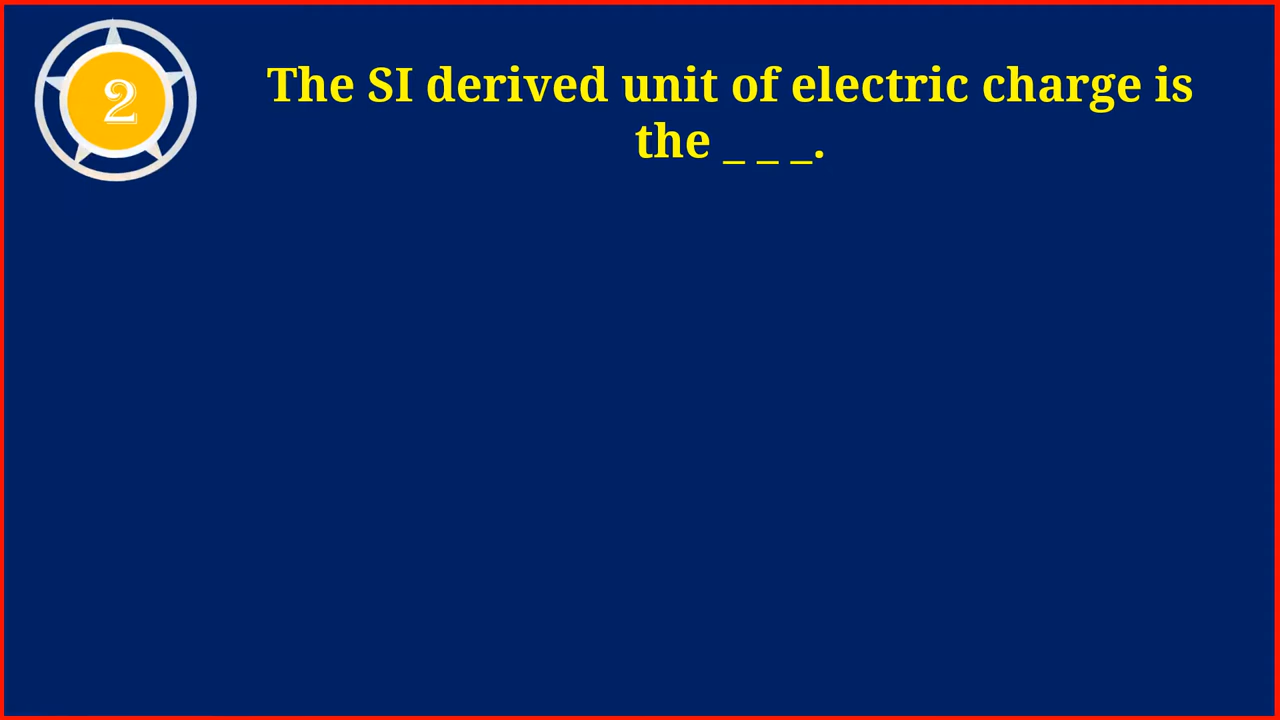 2
The SI derived unit of electric charge is
the _ _ _.